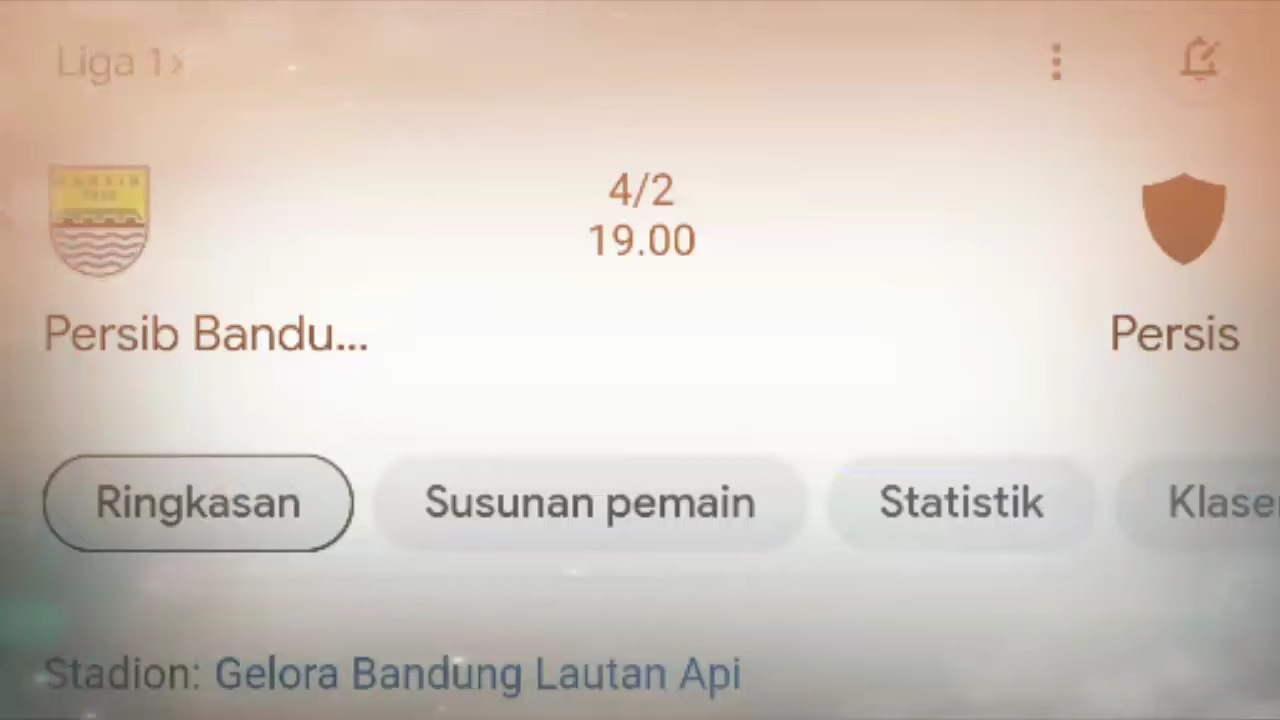 Liga 1 ›
4/2
19.00
Persib Bandu...
Persis
Ringkasan
Susunan pemain
Statistik
Klase
Stadion: Gelora Bandung Lautan Api